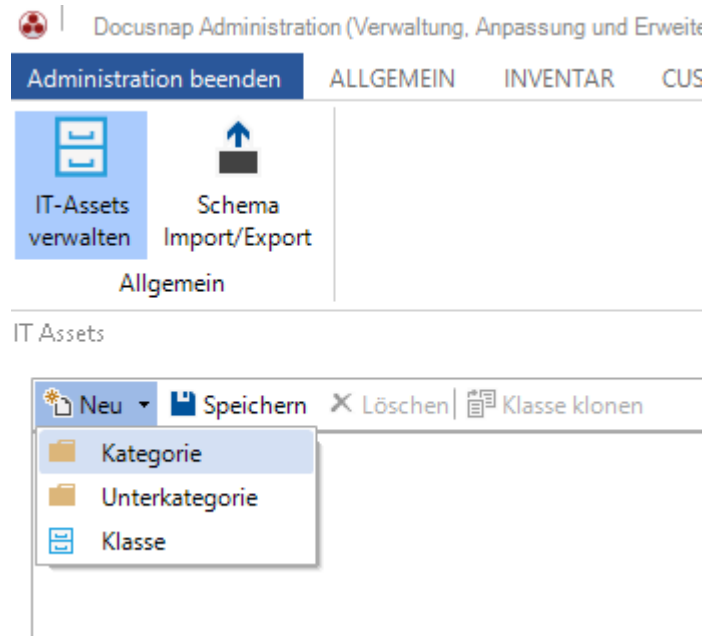 Docusnap Administration (Verwaltung, Anpassung und
Administration beenden ALLGEMEIN INVENTAR
IT-Assets verwalten
Schema Import/Export
Allgemein
IT Assets
Neu Speichern Löschen Klasse klonen
Kategorie
Unterkategorie
Klasse